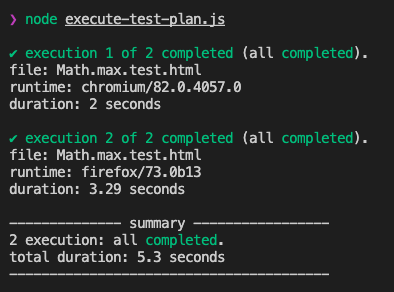 ❯ node execute-test-plan.js
✔ execution 1 of 2 completed (all completed).
file: Math.max.test.html
runtime: chromium/82.0.4057.0
duration: 2 seconds
✔ execution 2 of 2 completed (all completed).
file: Math.max.test.html
runtime: firefox/73.0b13
duration: 3.29 seconds
-------------- summary -----------------
2 execution: all completed.
total duration: 5.3 seconds
----------------------------------------